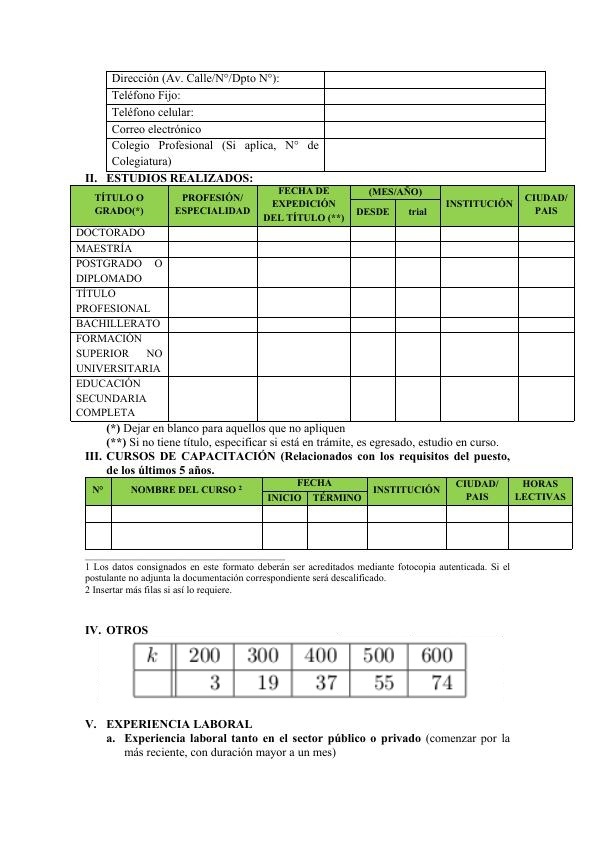 Dirección (Av. Calle/N°/Dpto N°):
Teléfono Fijo:
Teléfono celular:
Correo electrónico
Colegio Profesional (Si aplica, N° de
Colegiatura)
II. ESTUDIOS REALIZADOS:
TÍTULO O
GRADO(*)
PROFESIÓN/
ESPECIALIDAD
FECHA DE
EXPEDICIÓN
DEL TÍTULO (**)
(MES/AÑO)
DESDE
trial
INSTITUCIÓN
CIUDAD/
PAIS
DOCTORADO
MAESTRÍA
POSTGRADO O
DIPLOMADO
TÍTULO
PROFESIONAL
BACHILLERATO
FORMACIÓN
SUPERIOR NO
UNIVERSITARIA
EDUCACIÓN
SECUNDARIA
COMPLETA
(*) Dejar en blanco para aquellos que no apliquen
(**) Si no tiene título, especificar si está en trámite, es egresado, estudio en curso.
III. CURSOS DE CAPACITACIÓN (Relacionados con los requisitos del puesto,
de los últimos 5 años.
N°
NOMBRE DEL CURSO ²
FECHA
INICIO
TÉRMINO
INSTITUCIÓN
CIUDAD/
PAIS
HORAS
LECTIVAS
1 Los datos consignados en este formato deberán ser acreditados mediante fotocopia autenticada. Si el
postulante no adjunta la documentación correspondiente será descalificado.
2 Insertar más filas si así lo requiere.
IV. OTROS
k 200 300 400 500 600
3 19 37 55 74
V. EXPERIENCIA LABORAL
a. Experiencia laboral tanto en el sector público o privado (comenzar por la
más reciente, con duración mayor a un mes)